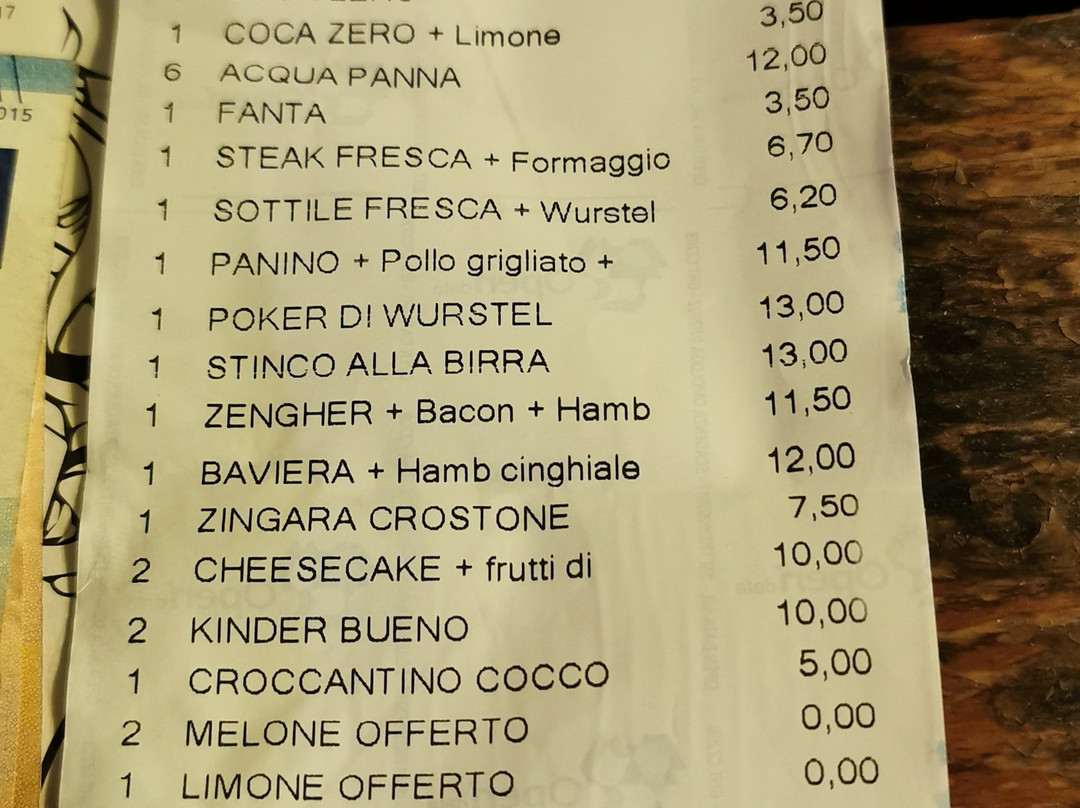 17
015
1 COCA ZERO + Limone 3,50
6 ACQUA PANNA 12,00
1 FANTA 3,50
1 STEAK FRESCA + Formaggio 6,70
1 SOTTILE FRESCA + Wurstel 6,20
1 PANINO + Pollo grigliato + 11,50
1 POKER DI WURSTEL 13,00
1 STINCO ALLA BIRRA 13,00
1 ZENGHER + Bacon + Hamb 11,50
1 BAVIERA + Hamb cinghiale 12,00
1 ZINGARA CROSTONE 7,50
2 CHEESECAKE + frutti di 10,00
2 KINDER BUENO 10,00
1 CROCCANTINO COCCO 5,00
2 MELONE OFFERTO 0,00
1 LIMONE OFFERTO 0,00